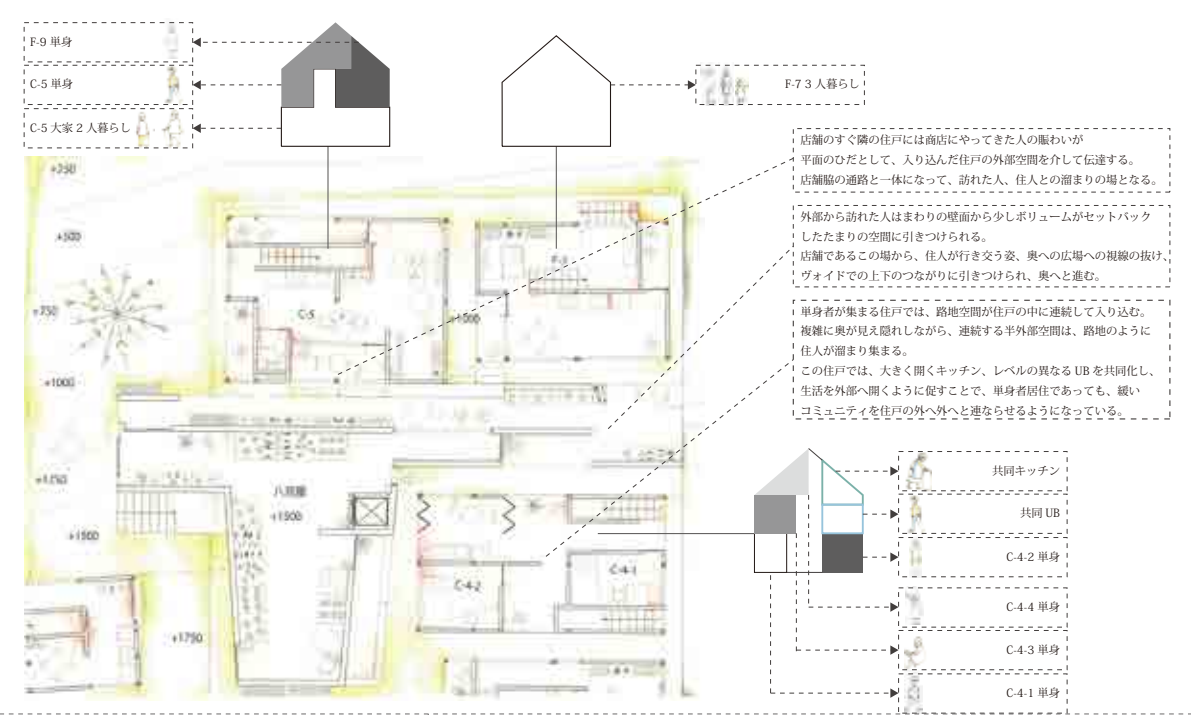 F-9 単身
C-5 単身
C-5 大家 2 人暮らし
F-7 3 人暮らし
店舗のすぐ隣の住戸には商店にやってきた人の賑わいが
平面のひだとして、入り込んだ住戸の外部空間を介して伝達する。
店舗脇の通路と一体になって、訪れた人、住人との溜まりの場となる。
外部から訪れた人はまわりの壁面から少しボリュームがセットバック
したたまりの空間に引きつけられる。
店舗であるこの場から、住人が行き交う姿、奥への広場への視線の抜け、
ヴォイドでの上下のつながりに引きつけられ、奥へと進む。
単身者が集まる住戸では、路地空間が住戸の中に連続して入り込む。
複雑に奥が見え隠れしながら、連続する半外部空間は、路地のように
住人が溜まり集まる。
この住戸では、大きく開くキッチン、レベルの異なる UB を共同化し、
生活を外部へ開くように促すことで、単身者居住であっても、緩い
コミュニティを住戸の外へ外へと連ならせるようになっている。
+250
+500
+750
C-5
+1000
+1500
+1500
+1750
C-4-2
C-4-1
共同キッチン
共同 UB
C-4-2 単身
C-4-4 単身
C-4-3 単身
C-4-1 単身